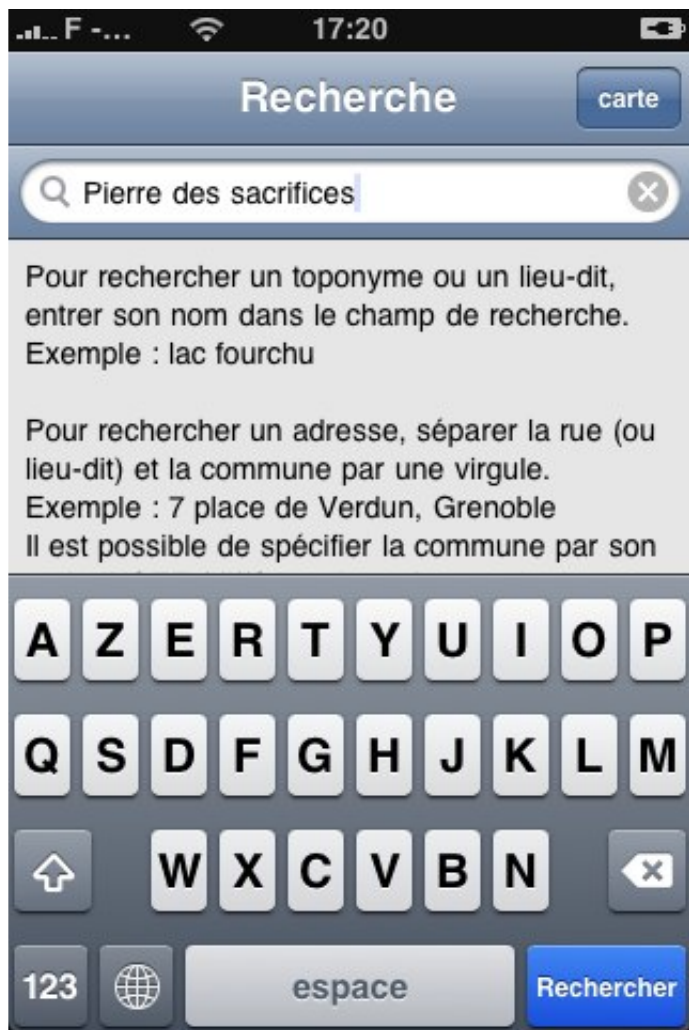 F -... 17:20
Recherche carte
Pierre des sacrifices
Pour rechercher un toponyme ou un lieu-dit,
entrer son nom dans le champ de recherche.
Exemple : lac fourchu
Pour rechercher un adresse, séparer la rue (ou
lieu-dit) et la commune par une virgule.
Exemple : 7 place de Verdun, Grenoble
Il est possible de spécifier la commune par son
A Z E R T Y U I O P
Q S D F G H J K L M
W X C V B N
123 espace Rechercher